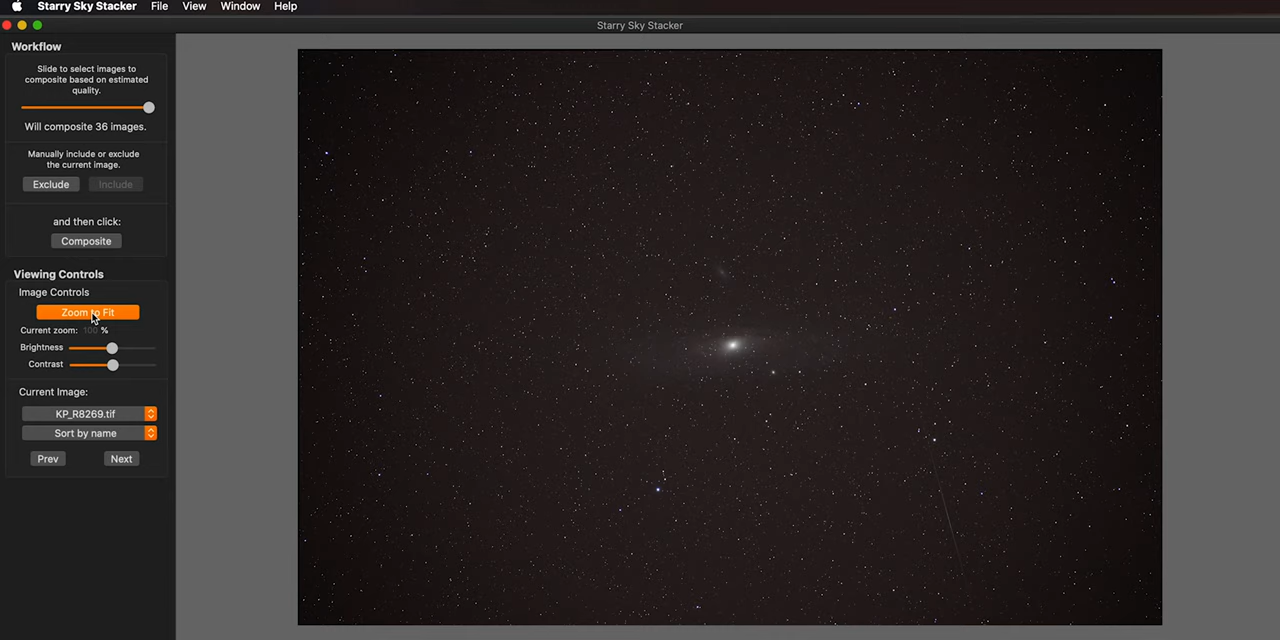 Starry Sky Stacker File View Window Help
Starry Sky Stacker
Workflow
Slide to select images to
composite based on estimated
quality.
Will composite 36 images.
Manually include or exclude
the current image.
Exclude Include
and then click:
Composite
Viewing Controls
Image Controls
Zoom to Fit
Current zoom: 100 %
Brightness
Contrast
Current Image:
KP_R8269.tif
Sort by name
Prev Next